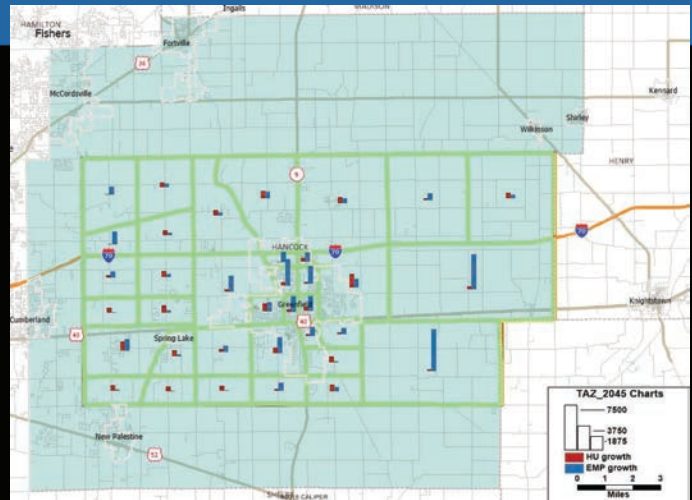 Ingalls
MADISON
HAMILTON
Fishers
Fortville
36
McCordsville
Kennard
Shirley
Wilkinson
HENRY
9
70
HANCOCK
70
70
Greenfield
Knightstown
Cumberland
40
40
Spring Lake
New Palestine
52
TAZ_2045 Charts
7500
3750
1875
HU growth
EMP growth
0 1 2 3
Miles
CALIPER